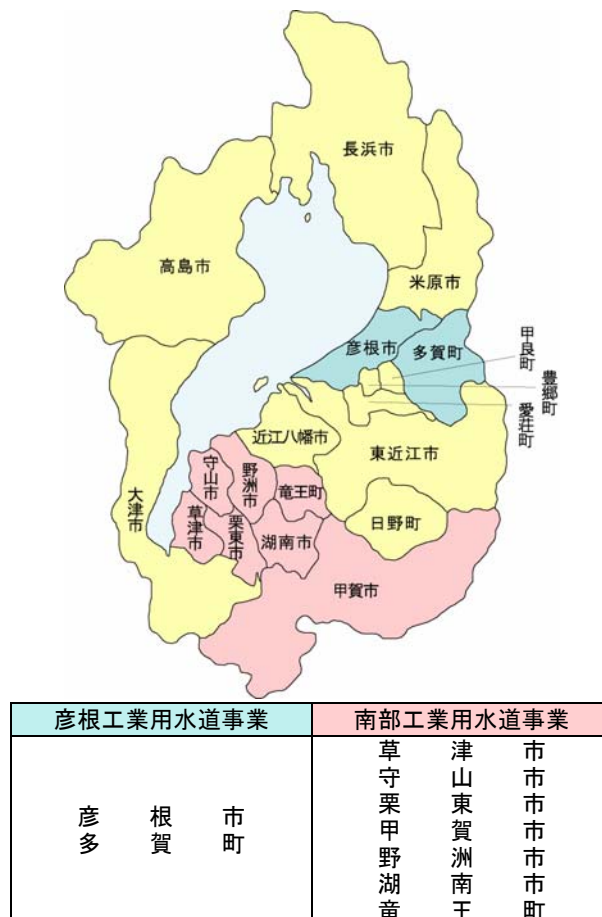 長浜市
高島市
米原市
彦根市
多賀町
甲良町
豊郷町
愛荘町
近江八幡市
東近江市
守山市
野洲市
竜王町
日野町
大津市
草津市
栗東市
湖南市
甲賀市
彦根工業用水道事業
南部工業用水道事業
彦根市
多賀町
草津市
守山市
栗東市
甲賀市
野洲市
湖南市
竜王町